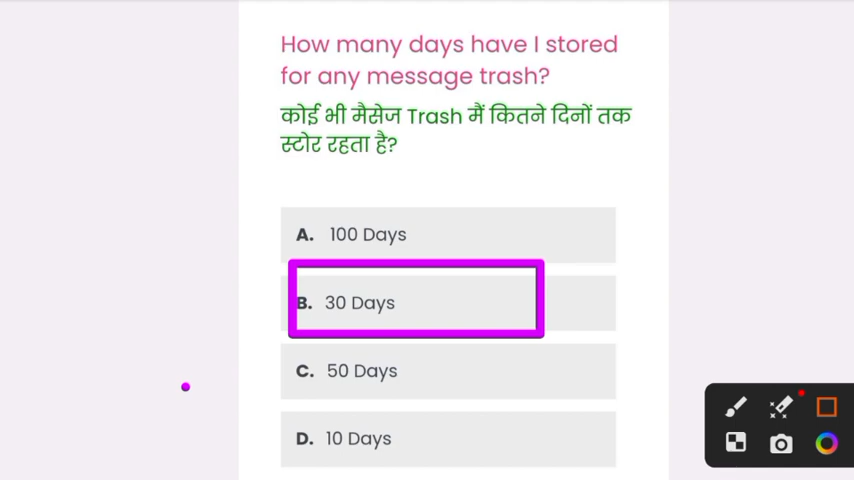 How many days have I stored
for any message trash?
कोई भी मैसेज Trash मैं कितने दिनों तक
स्टोर रहता है?
A. 100 Days
B. 30 Days
C. 50 Days
D. 10 Days